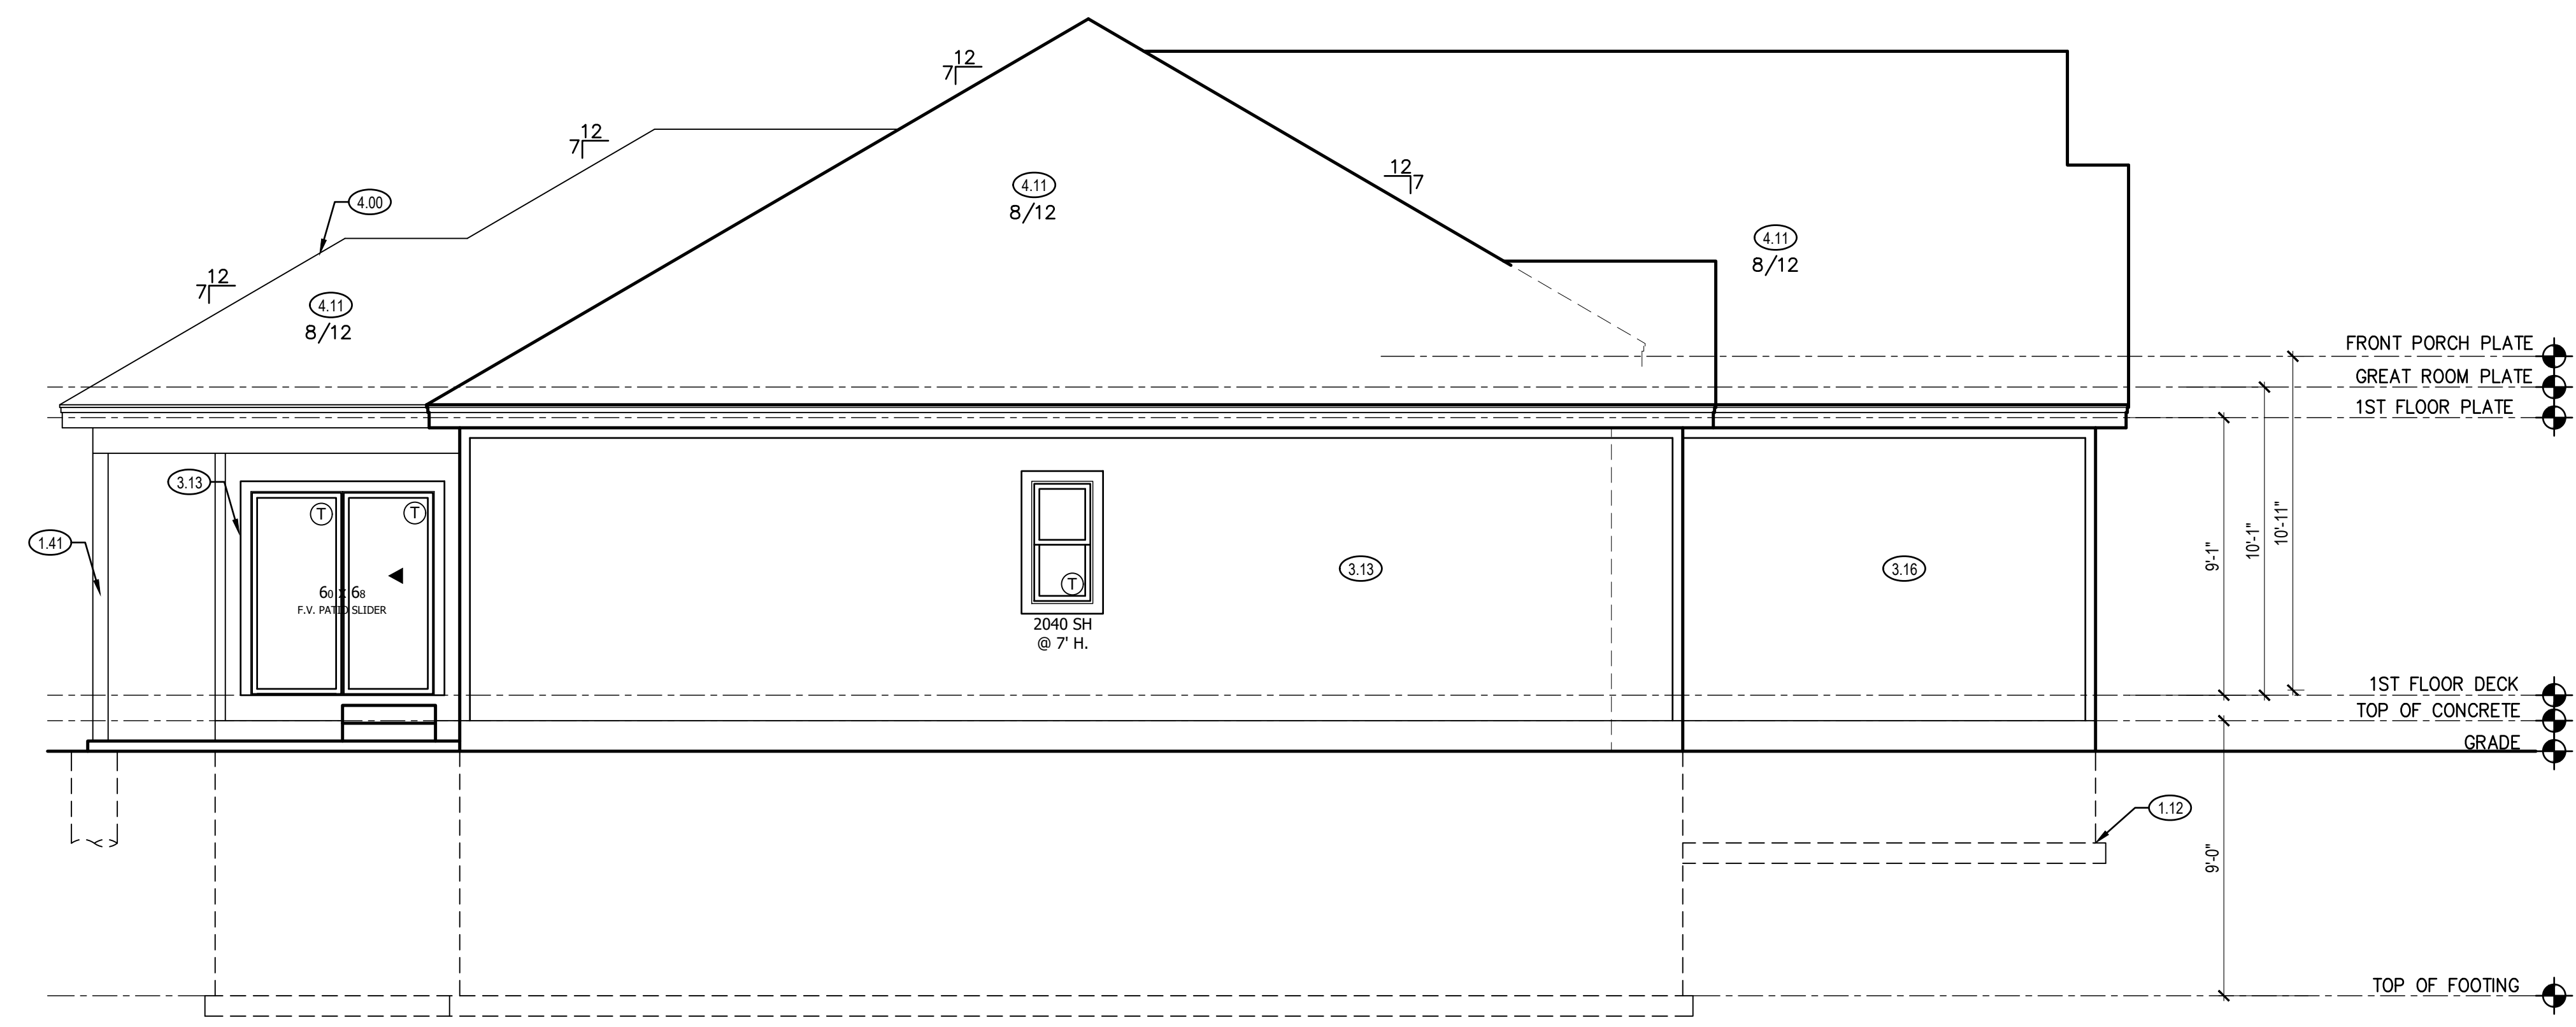 12
7
12
7
4.11
8/12
12
7
4.00
4.11
8/12
12
7
4.11
8/12
FRONT PORCH PLATE
GREAT ROOM PLATE
1ST FLOOR PLATE
3.13
T
T
1.41
60 x 68
F.V. PATIO SLIDER
T
2040 SH
@ 7' H.
3.13
3.16
9'-1"
10'-1"
10'-11"
1ST FLOOR DECK
TOP OF CONCRETE
GRADE
1.12
9'-0"
TOP OF FOOTING